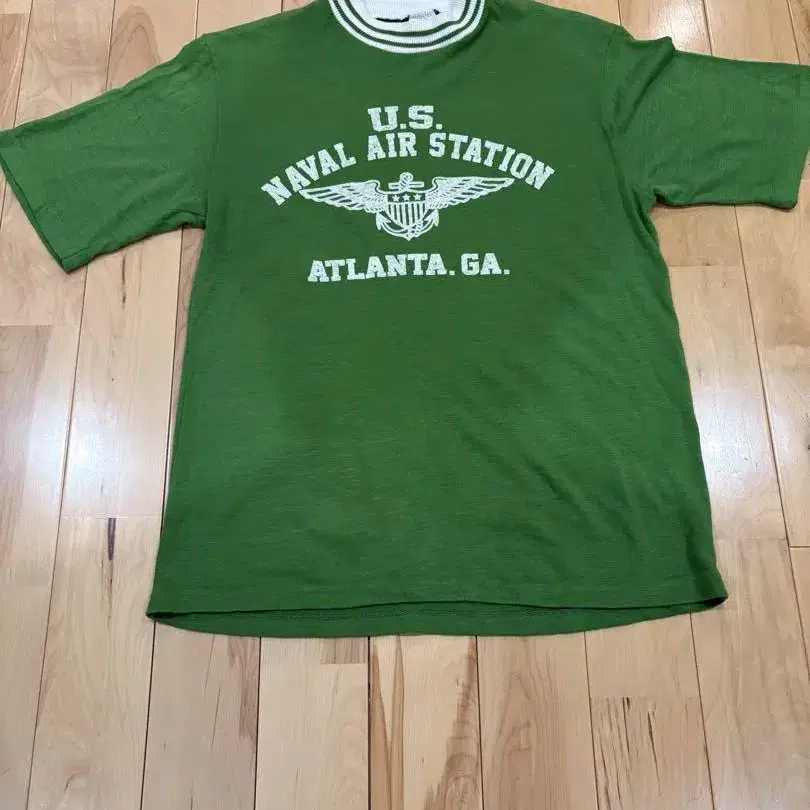 U.S.
NAVAL AIR STATION
ATLANTA. GA.